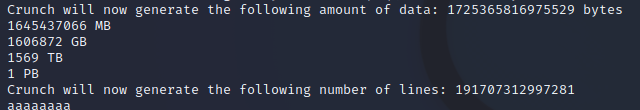 Crunch will now generate the following amount of data: 1725365816975529 bytes
1645437066 MB
1606872 GB
1569 TB
1 PB
Crunch will now generate the following number of lines: 191707312997281
aaaaaaaa